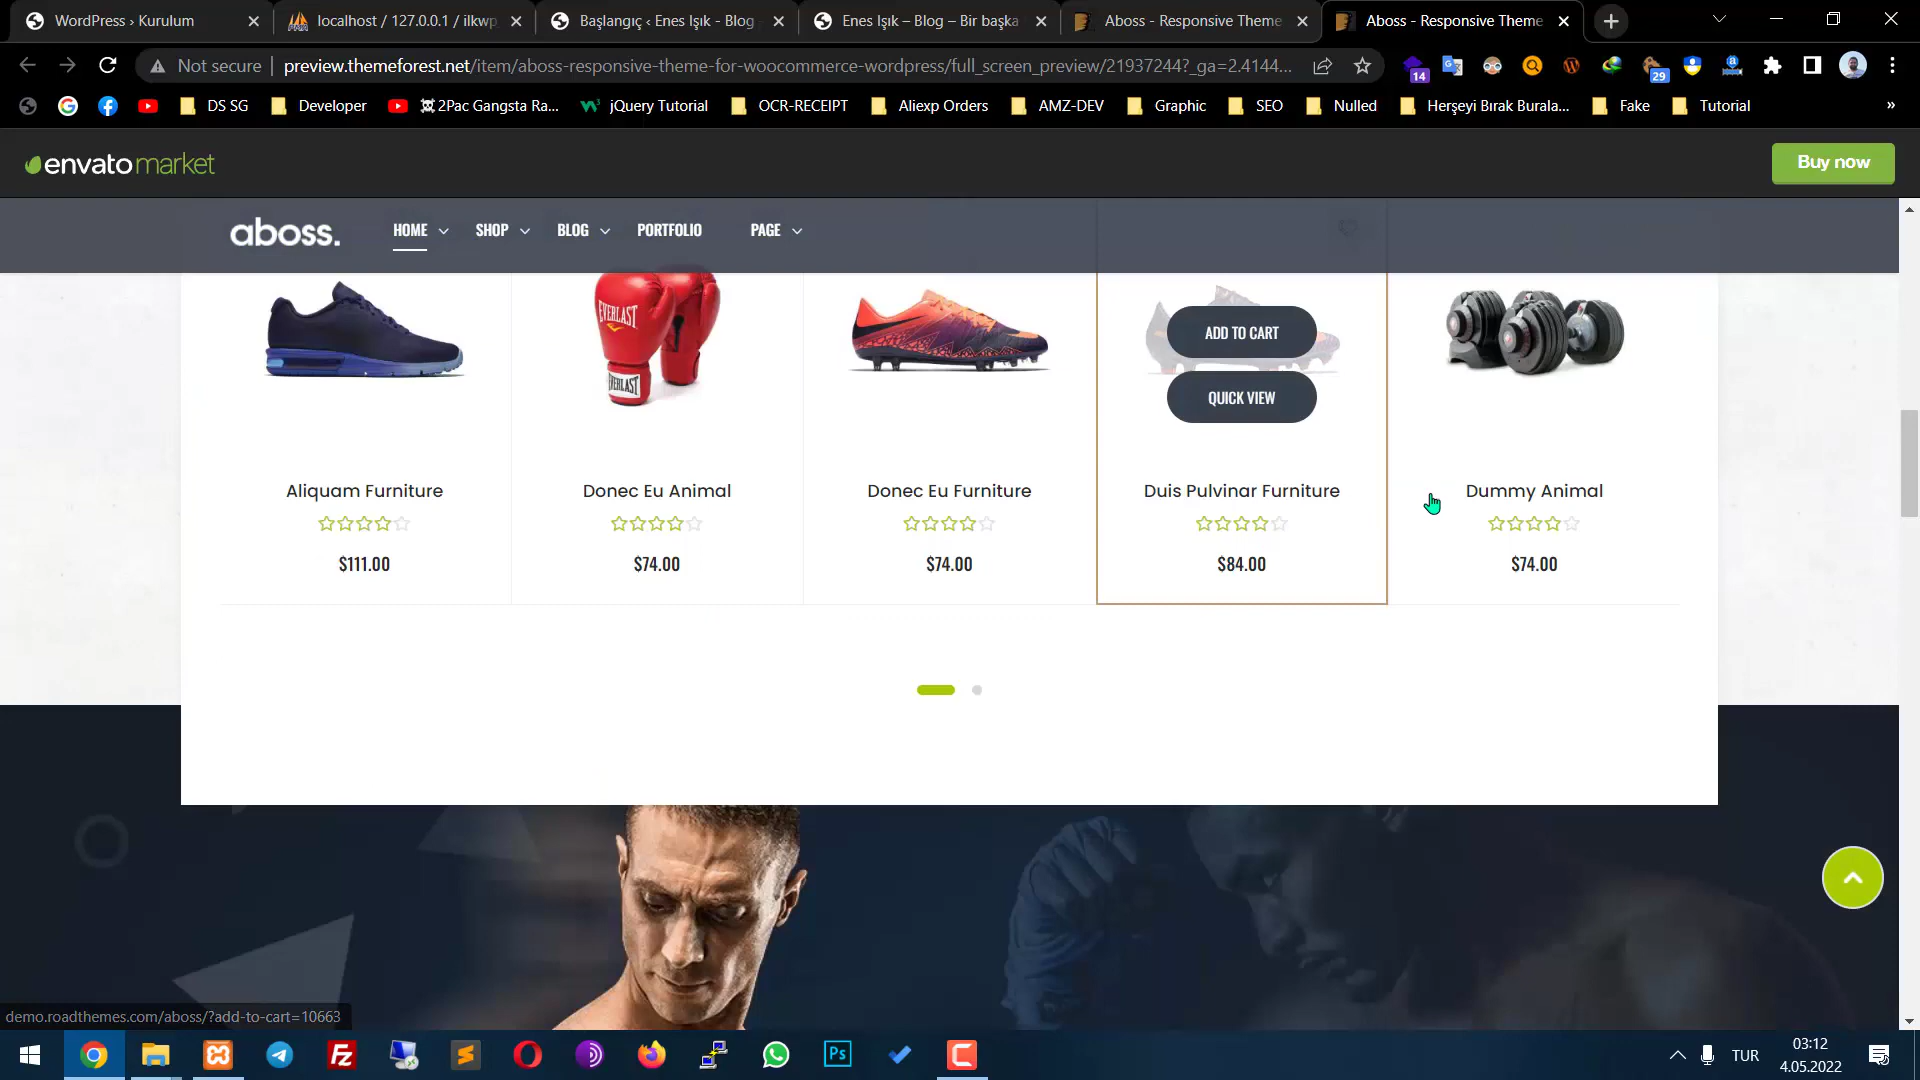 WordPress › Kurulum
localhost / 127.0.0.1 / ilkwp
Başlangıç ‹ Enes Işık - Blog
Enes Işık – Blog – Bir başka
Aboss - Responsive Theme
Aboss - Responsive Theme
Not secure
preview.themeforest.net/item/aboss-responsive-theme-for-woocommerce-wordpress/full_screen_preview/21937244?_ga=2.4144...
14
29
DS SG
Developer
2Pac Gangsta Ra...
jQuery Tutorial
OCR-RECEIPT
Aliexp Orders
AMZ-DEV
Graphic
SEO
Nulled
Herşeyi Bırak Burala...
Fake
Tutorial
»
envato market
Buy now
aboss.
HOME
SHOP
BLOG
PORTFOLIO
PAGE
EVERLAST
EVERLAST
ADD TO CART
QUICK VIEW
Aliquam Furniture
Donec Eu Animal
Donec Eu Furniture
Duis Pulvinar Furniture
Dummy Animal
$111.00
$74.00
$74.00
$84.00
$74.00
demo.roadthemes.com/aboss/?add-to-cart=10663
Fz
Ps
TUR
03:12
4.05.2022